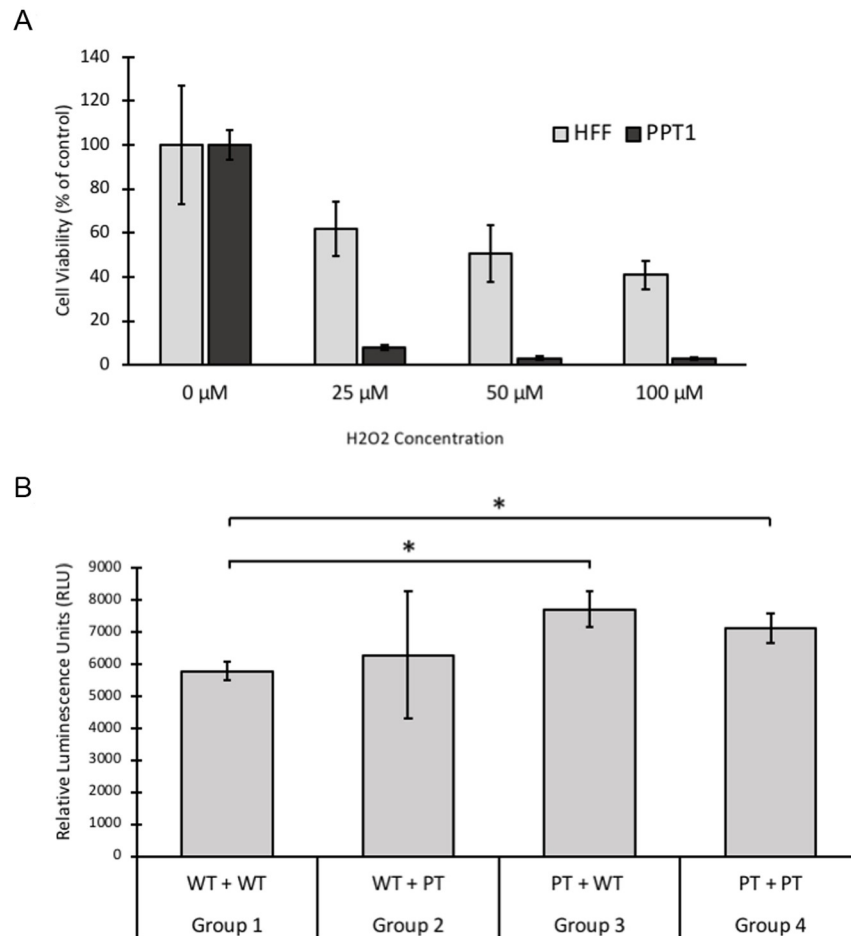 A
140
120
100
80
60
40
20
0
Cell Viability (% of control)
HFF PPT1
0 µM 25 µM 50 µM 100 µM
H2O2 Concentration
B
*
*
9000
8000
7000
6000
5000
4000
3000
2000
1000
0
Relative Luminescence Units (RLU)
WT + WT WT + PT PT + WT PT + PT
Group 1 Group 2 Group 3 Group 4